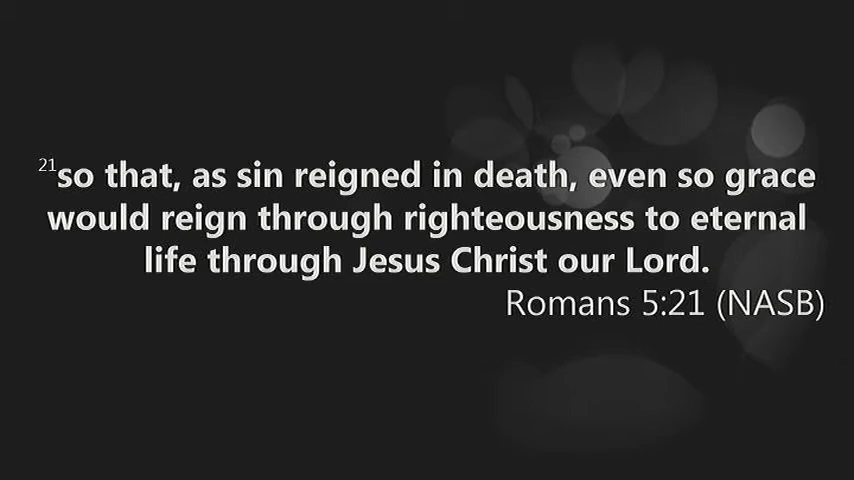 21so that, as sin reigned in death, even so grace
would reign through righteousness to eternal
life through Jesus Christ our Lord.
Romans 5:21 (NASB)